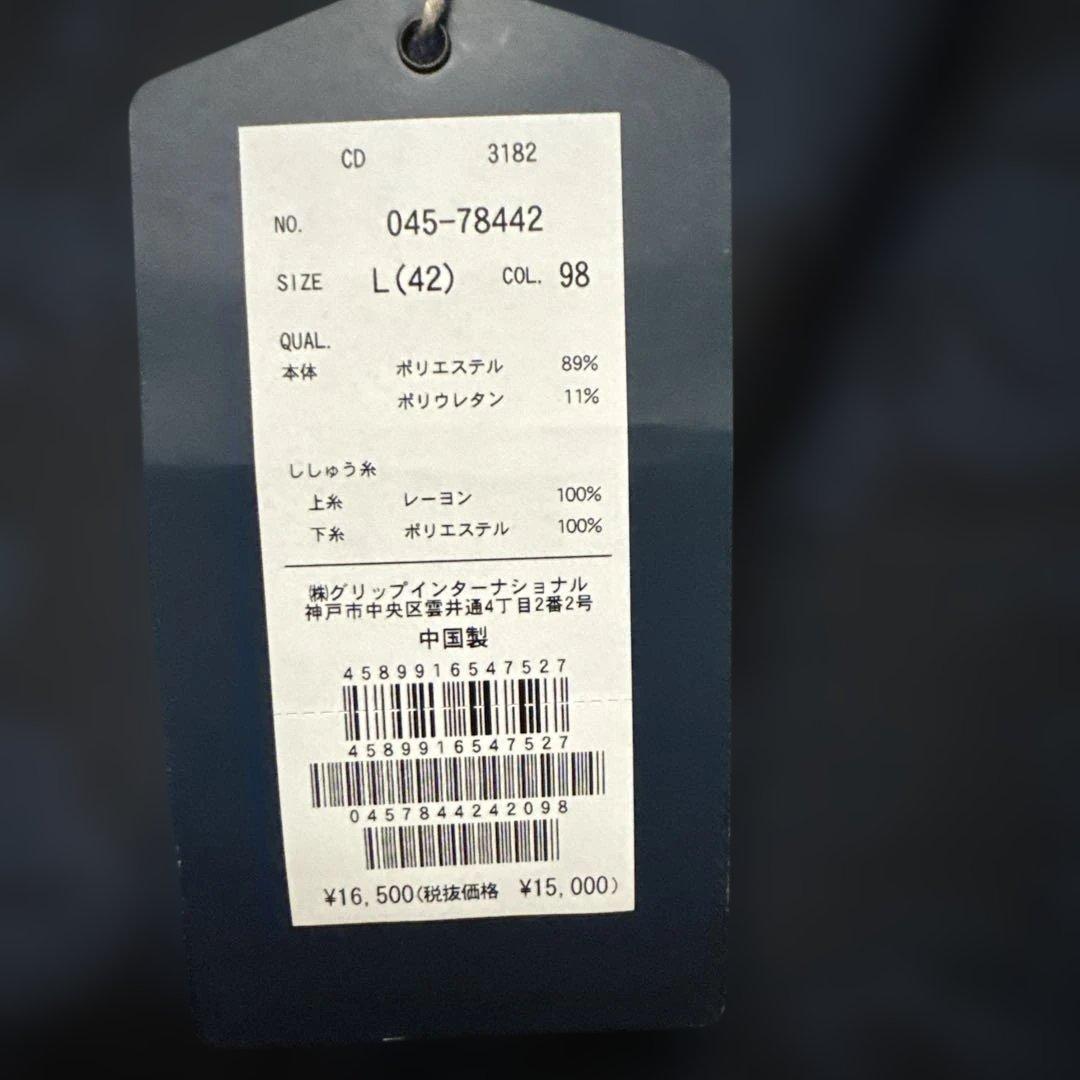 CD 3182
NO. 045-78442
SIZE L(42) COL. 98
QUAL.
本体 ポリエステル 89%
ポリウレタン 11%
ししゅう糸
上糸 レーヨン 100%
下糸 ポリエステル 100%
㈱グリップインターナショナル
神戸市中央区雲井通4丁目2番2号
中国製
4589916547527
4589916547527
0457844242098
¥16,500(税抜価格 ¥15,000)